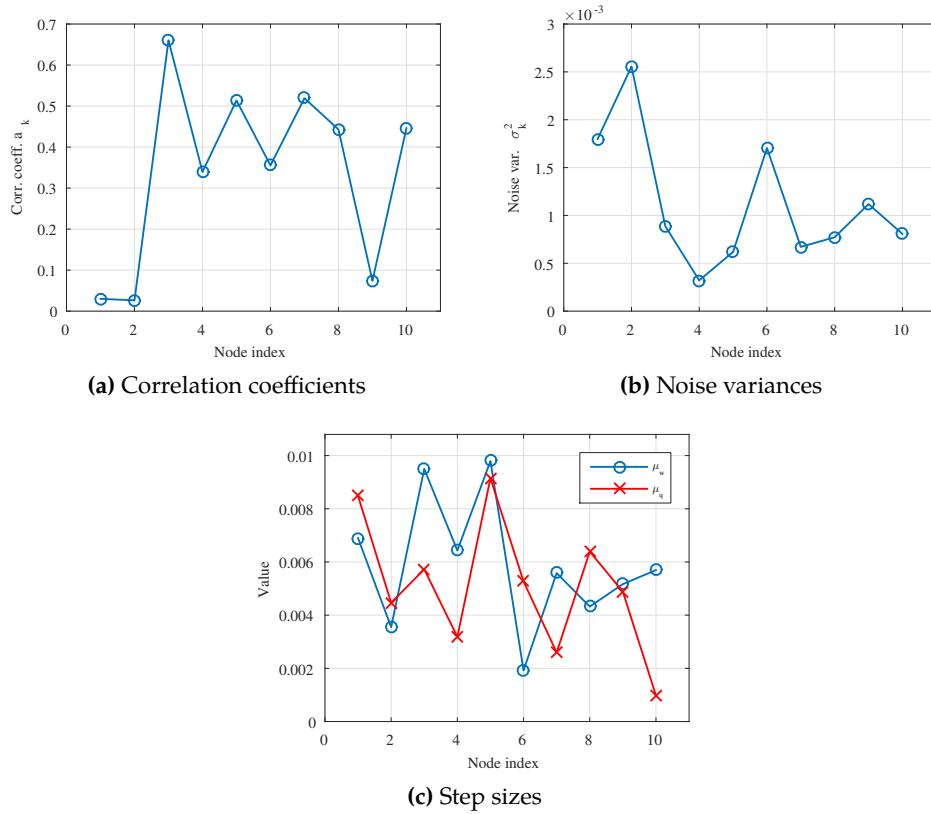 0.7
0.6
0.5
0.4
0.3
0.2
0.1
0
Corr. coeff. a k
0 2 4 6 8 10
Node index
(a) Correlation coefficients
×10⁻³
3
2.5
2
1.5
1
0.5
0
Noise var. σ²k
0 2 4 6 8 10
Node index
(b) Noise variances
0.01
0.008
0.006
0.004
0.002
0
Value
μw
μq
0 2 4 6 8 10
Node index
(c) Step sizes